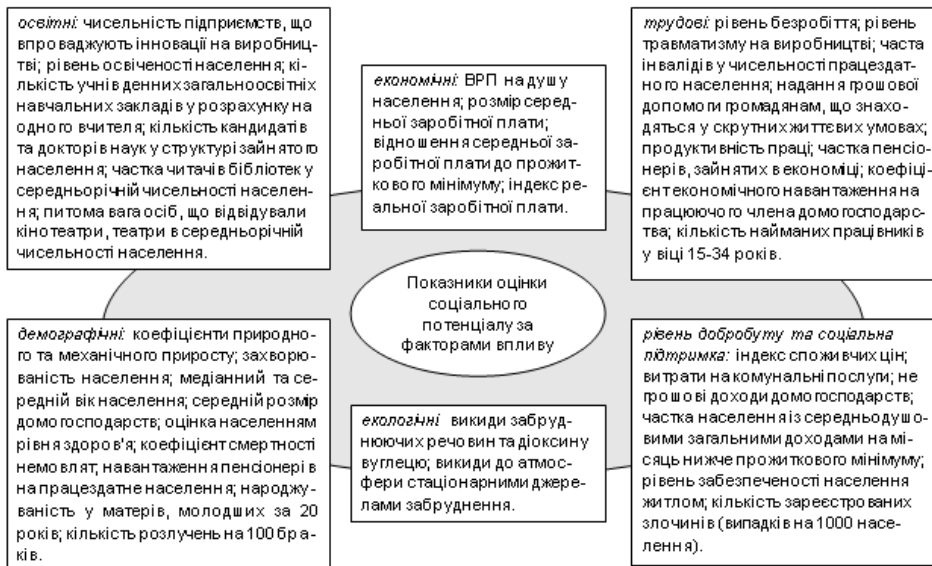 освітні: чисельність підприємств, що
впроваджують інновації на виробниц-
тві; рівень освіченості населення; кі-
лькість учнів денних загальноосвітніх
навчальних закладів у розрахунку на
одного вчителя; кількість кандидатів
та докторів наук у структурі зайнятого
населення; частка читачів бібліотек у
середньорічній чисельності населен-
ня; питома вага осіб, що відвідували
кінотеатри, театри в середньорічній
чисельності населення.
економічні: ВРП на душу
населення; розмір серед-
ньої заробітної плати;
відношення середньої за-
робітної плати до прожит-
кового мінімуму; індекс ре-
альної заробітної плати.
трудові: рівень безробіття; рівень
травматизму на виробництві; часта
інвалідів у чисельності працездат-
ного населення; надання грошової
допомоги громадянам, що знахо-
дяться у скрутних життєвих умовах;
продуктивність праці; частка пенсіо-
нерів, зайнятих в економіці; коефіці-
єнт економічного навантаження на
працюючого члена домогосподарс-
тва; кількість найманих працівників
у віці 15-34 років.
Показники оцінки
соціального
потенціалу за
факторами впливу
демографічні: коефіцієнти природно-
го та механічного приросту; захворю-
ваність населення; медіанний та се-
редній вік населення; середній розмір
домогосподарств; оцінка населенням
рівня здоров'я; коефіцієнт смертності
немовлят; навантаження пенсіонерів
на працездатне населення; народжу-
ваність у матерів, молодших за 20
років; кількість розлучень на 100 бра-
ків.
екологічні викиди забруд-
нюючих речовин та діоксину
вуглецю; викиди до атмос-
фери стаціонарними джере-
лами забруднення.
рівень добробуту та соціальна
підтримка: індекс споживчих цін;
витрати на комунальні послуги; не
грошові доходи домогосподарств;
частка населення із середньодуш-
овими загальними доходами на мі-
сяць нижче прожиткового мінімуму;
рівень забезпеченості населення
житлом; кількість зареєстрованих
злочинів (випадків на 1000 насе-
лення).